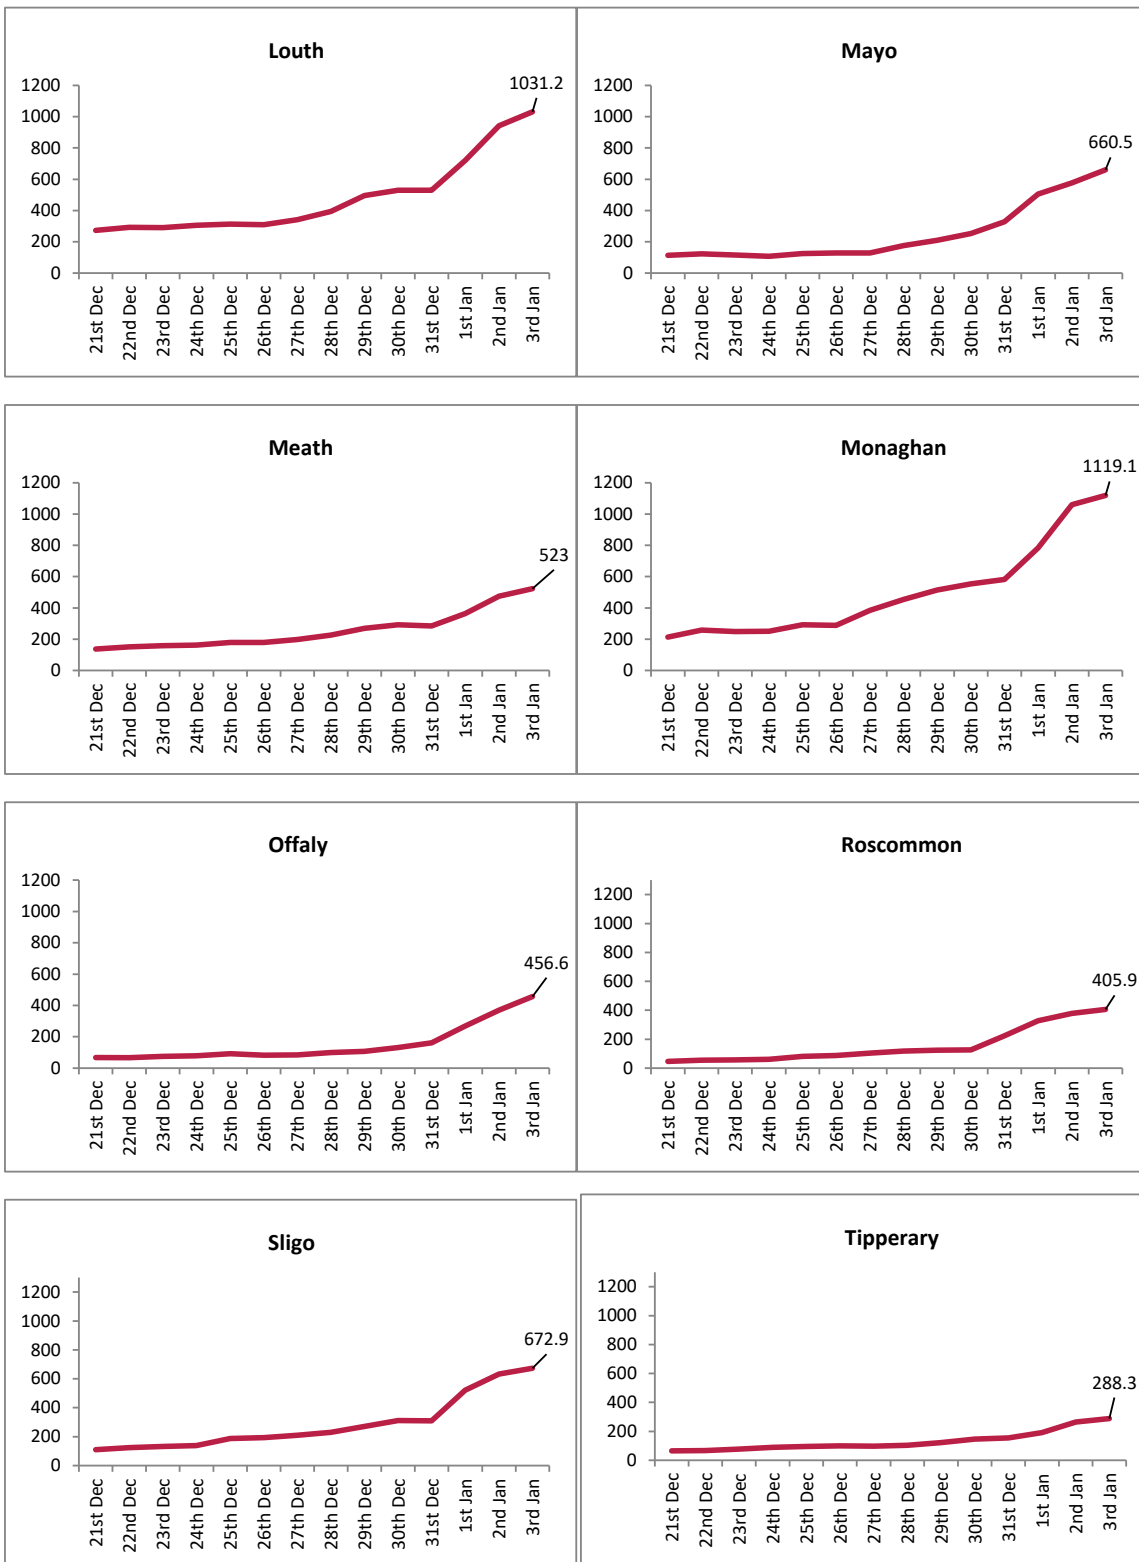 Louth
1031.2
1200
1000
800
600
400
200
0
21st Dec
22nd Dec
23rd Dec
24th Dec
25th Dec
26th Dec
27th Dec
28th Dec
29th Dec
30th Dec
31st Dec
1st Jan
2nd Jan
3rd Jan
Mayo
660.5
1200
1000
800
600
400
200
0
21st Dec
22nd Dec
23rd Dec
24th Dec
25th Dec
26th Dec
27th Dec
28th Dec
29th Dec
30th Dec
31st Dec
1st Jan
2nd Jan
3rd Jan
Meath
523
1200
1000
800
600
400
200
0
21st Dec
22nd Dec
23rd Dec
24th Dec
25th Dec
26th Dec
27th Dec
28th Dec
29th Dec
30th Dec
31st Dec
1st Jan
2nd Jan
3rd Jan
Monaghan
1119.1
1200
1000
800
600
400
200
0
21st Dec
22nd Dec
23rd Dec
24th Dec
25th Dec
26th Dec
27th Dec
28th Dec
29th Dec
30th Dec
31st Dec
1st Jan
2nd Jan
3rd Jan
Offaly
456.6
1200
1000
800
600
400
200
0
21st Dec
22nd Dec
23rd Dec
24th Dec
25th Dec
26th Dec
27th Dec
28th Dec
29th Dec
30th Dec
31st Dec
1st Jan
2nd Jan
3rd Jan
Roscommon
405.9
1200
1000
800
600
400
200
0
21st Dec
22nd Dec
23rd Dec
24th Dec
25th Dec
26th Dec
27th Dec
28th Dec
29th Dec
30th Dec
31st Dec
1st Jan
2nd Jan
3rd Jan
Sligo
672.9
1200
1000
800
600
400
200
0
21st Dec
22nd Dec
23rd Dec
24th Dec
25th Dec
26th Dec
27th Dec
28th Dec
29th Dec
30th Dec
31st Dec
1st Jan
2nd Jan
3rd Jan
Tipperary
288.3
1200
1000
800
600
400
200
0
21st Dec
22nd Dec
23rd Dec
24th Dec
25th Dec
26th Dec
27th Dec
28th Dec
29th Dec
30th Dec
31st Dec
1st Jan
2nd Jan
3rd Jan